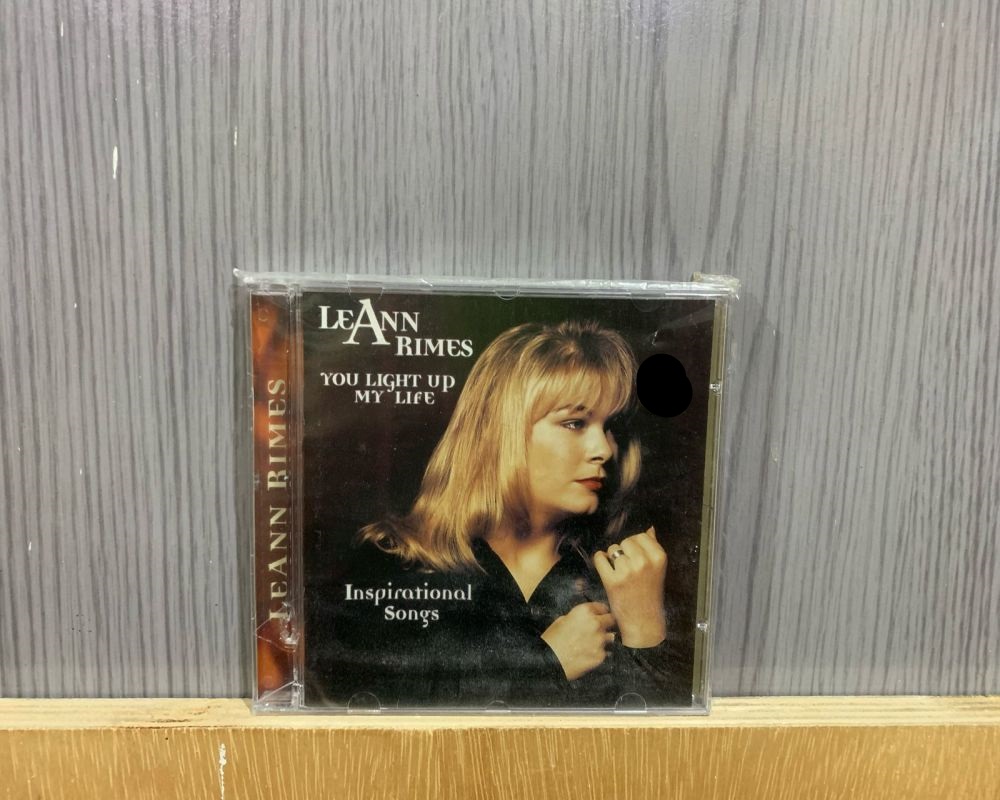 LEANN
RIMES
YOU LIGHT UP
MY LIFE
Inspirational
Songs
LEANN RIMES